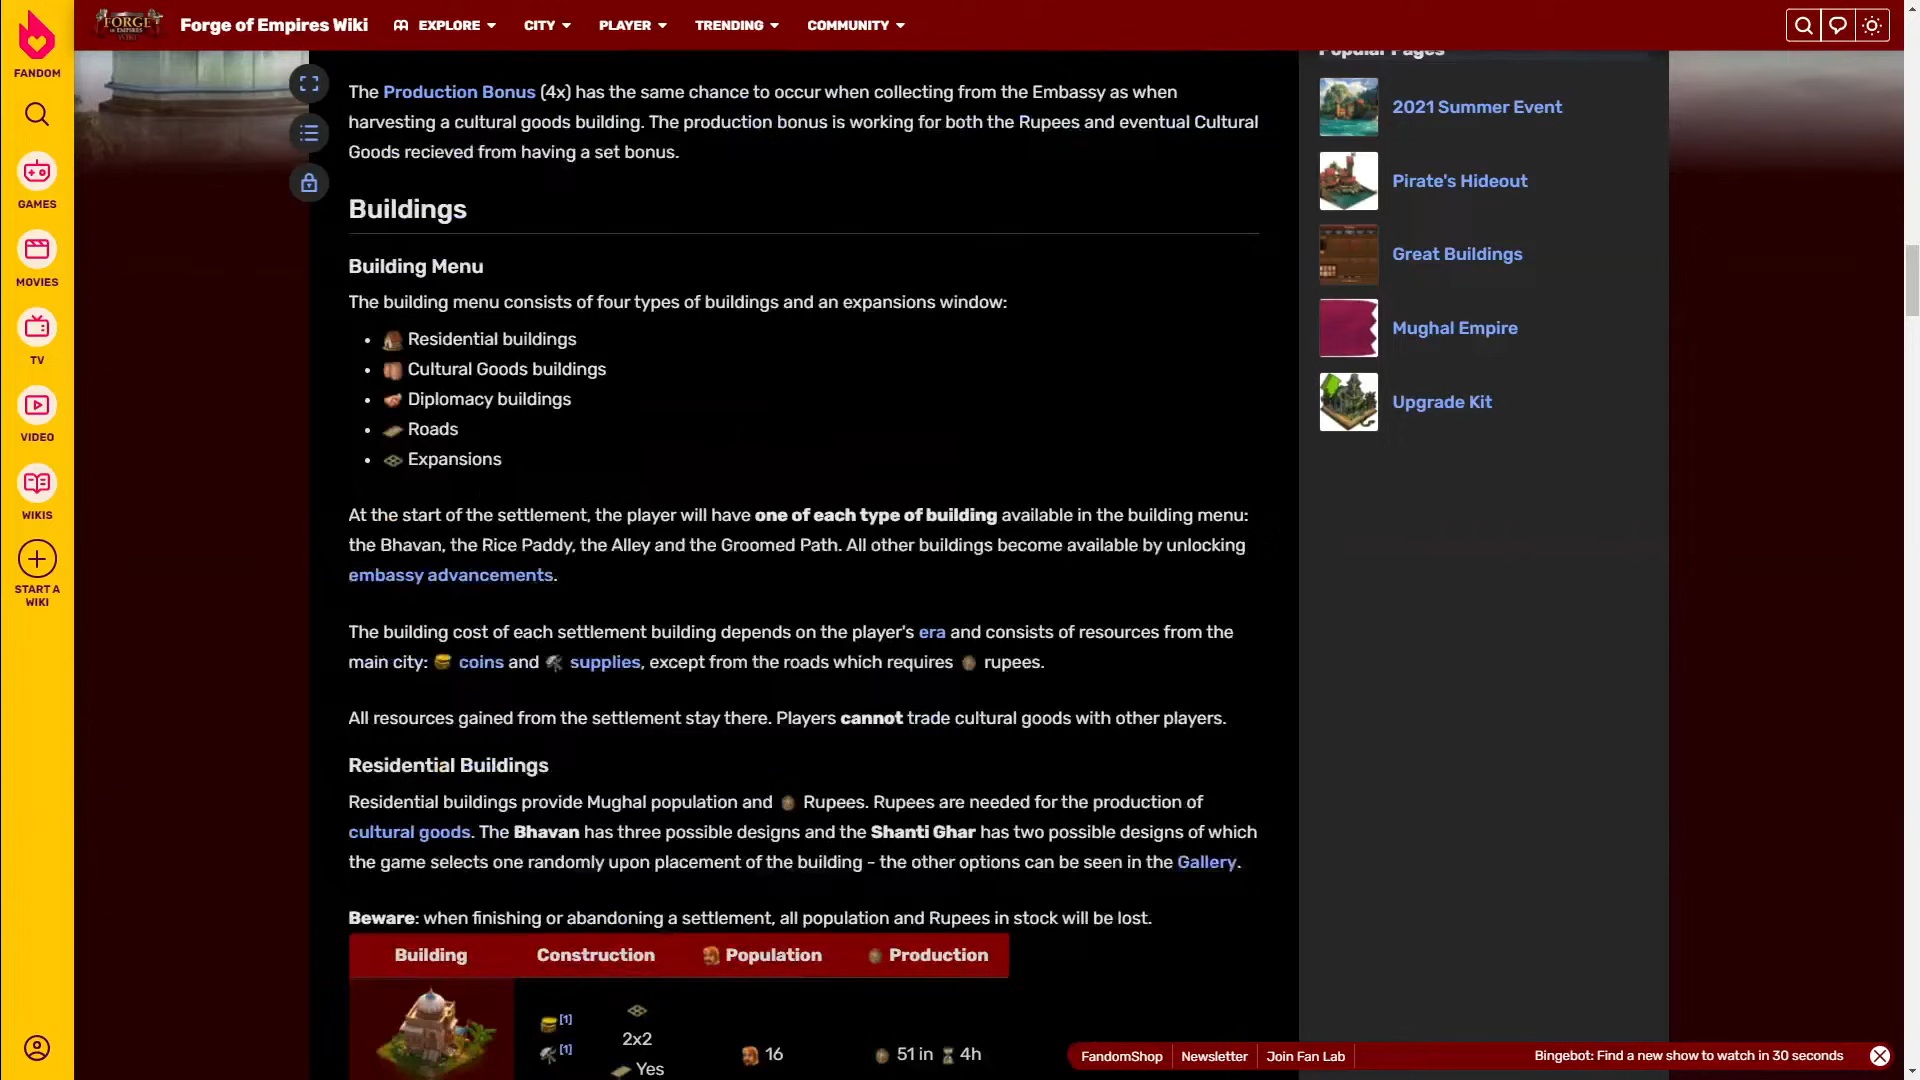 FORGE
OF EMPIRES
WIKI
Forge of Empires Wiki
EXPLORE
CITY
PLAYER
TRENDING
COMMUNITY
FANDOM
GAMES
MOVIES
TV
VIDEO
WIKIS
START A
WIKI
The Production Bonus (4x) has the same chance to occur when collecting from the Embassy as when
harvesting a cultural goods building. The production bonus is working for both the Rupees and eventual Cultural
Goods recieved from having a set bonus.
Buildings
Building Menu
The building menu consists of four types of buildings and an expansions window:
• Residential buildings
• Cultural Goods buildings
• Diplomacy buildings
• Roads
• Expansions
At the start of the settlement, the player will have one of each type of building available in the building menu:
the Bhavan, the Rice Paddy, the Alley and the Groomed Path. All other buildings become available by unlocking
embassy advancements.
The building cost of each settlement building depends on the player's era and consists of resources from the
main city: coins and supplies, except from the roads which requires rupees.
All resources gained from the settlement stay there. Players cannot trade cultural goods with other players.
Residential Buildings
Residential buildings provide Mughal population and Rupees. Rupees are needed for the production of
cultural goods. The Bhavan has three possible designs and the Shanti Ghar has two possible designs of which
the game selects one randomly upon placement of the building - the other options can be seen in the Gallery.
Beware: when finishing or abandoning a settlement, all population and Rupees in stock will be lost.
Building Construction Population Production
[1]
[1]
2x2
Yes
16
51 in 4h
Popular Pages
2021 Summer Event
Pirate's Hideout
Great Buildings
Mughal Empire
Upgrade Kit
FandomShop Newsletter Join Fan Lab Bingebot: Find a new show to watch in 30 seconds